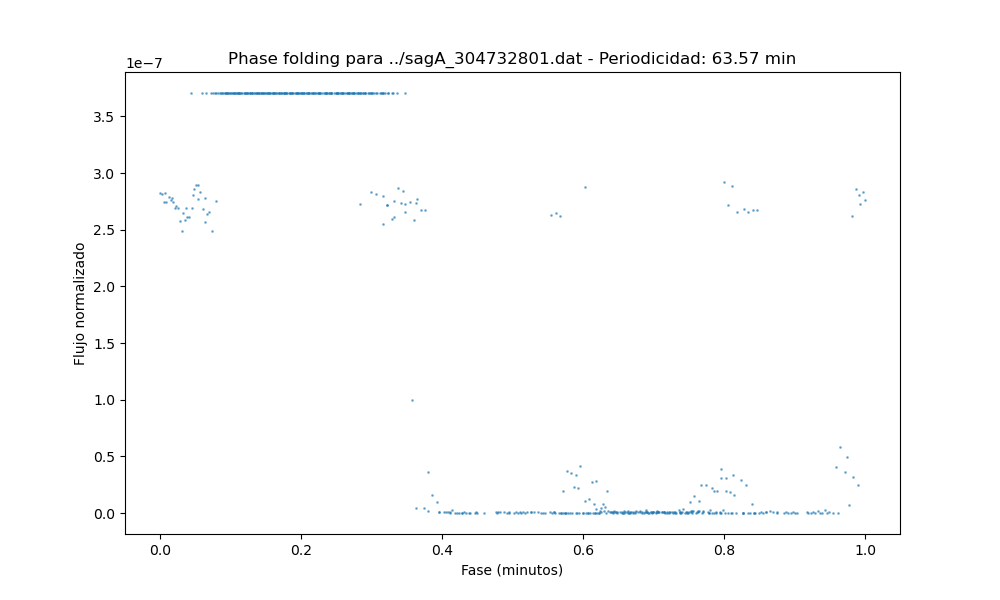 Phase folding para ../sagA_304732801.dat - Periodicidad: 63.57 min
1e−7
3.5
3.0
2.5
2.0
1.5
1.0
0.5
0.0
Flujo normalizado
0.0 0.2 0.4 0.6 0.8 1.0
Fase (minutos)